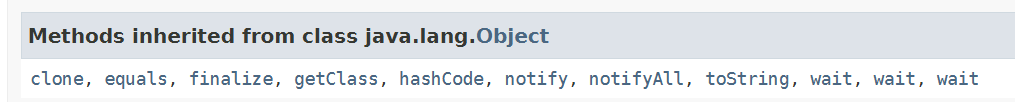 Methods inherited from class java.lang.Object
clone, equals, finalize, getClass, hashCode, notify, notifyAll, toString, wait, wait, wait